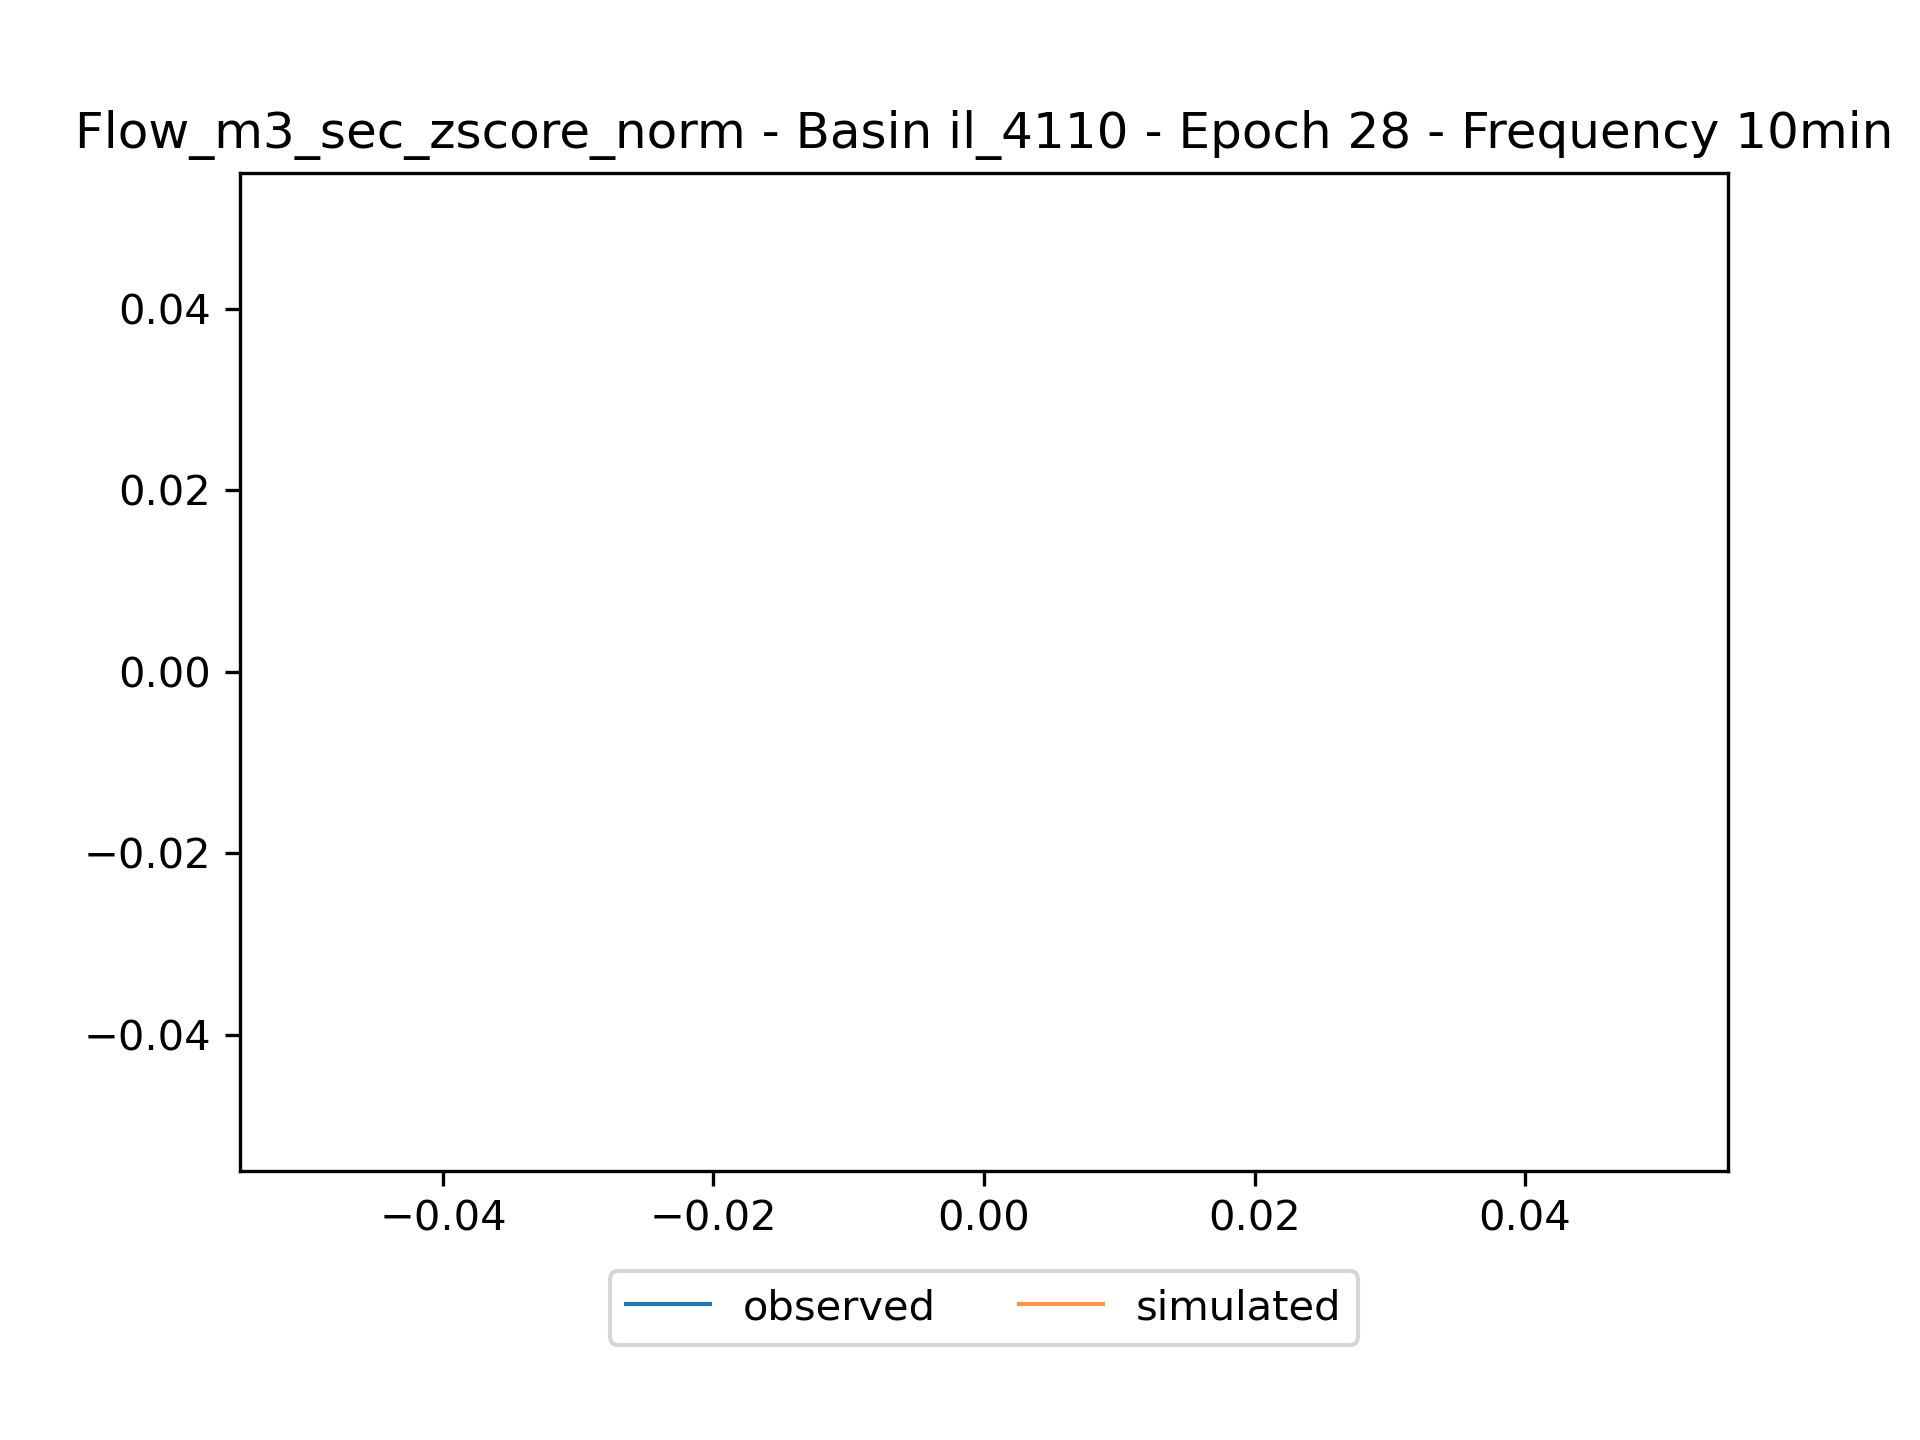 Flow_m3_sec_zscore_norm - Basin il_4110 - Epoch 28 - Frequency 10min
0.04
0.02
0.00
−0.02
−0.04
−0.04 −0.02 0.00 0.02 0.04
observed simulated